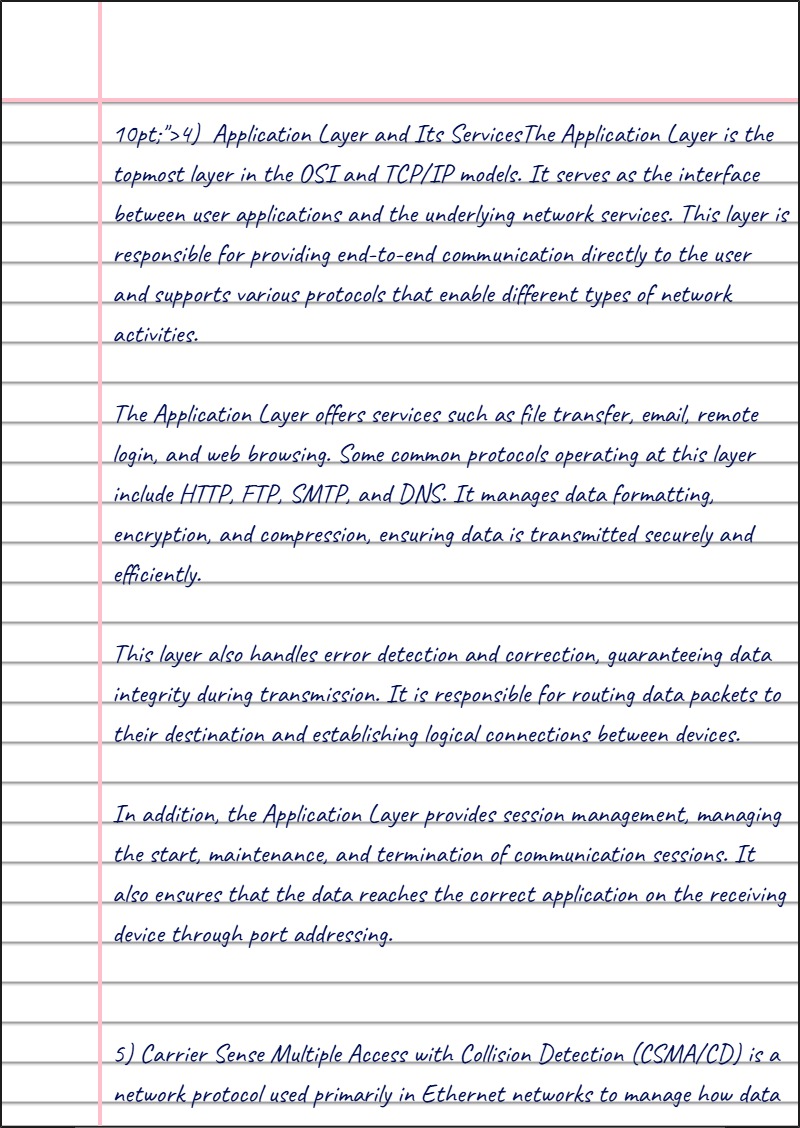 10pt;">4)  Application Layer and Its ServicesThe Application Layer is the
topmost layer in the OSI and TCP/IP models. It serves as the interface
between user applications and the underlying network services. This layer is
responsible for providing end-to-end communication directly to the user
and supports various protocols that enable different types of network
activities.
The Application Layer offers services such as file transfer, email, remote
login, and web browsing. Some common protocols operating at this layer
include HTTP, FTP, SMTP, and DNS. It manages data formatting,
encryption, and compression, ensuring data is transmitted securely and
efficiently.
This layer also handles error detection and correction, guaranteeing data
integrity during transmission. It is responsible for routing data packets to
their destination and establishing logical connections between devices.
In addition, the Application Layer provides session management, managing
the start, maintenance, and termination of communication sessions. It
also ensures that the data reaches the correct application on the receiving
device through port addressing.
5) Carrier Sense Multiple Access with Collision Detection (CSMA/CD) is a
network protocol used primarily in Ethernet networks to manage how data